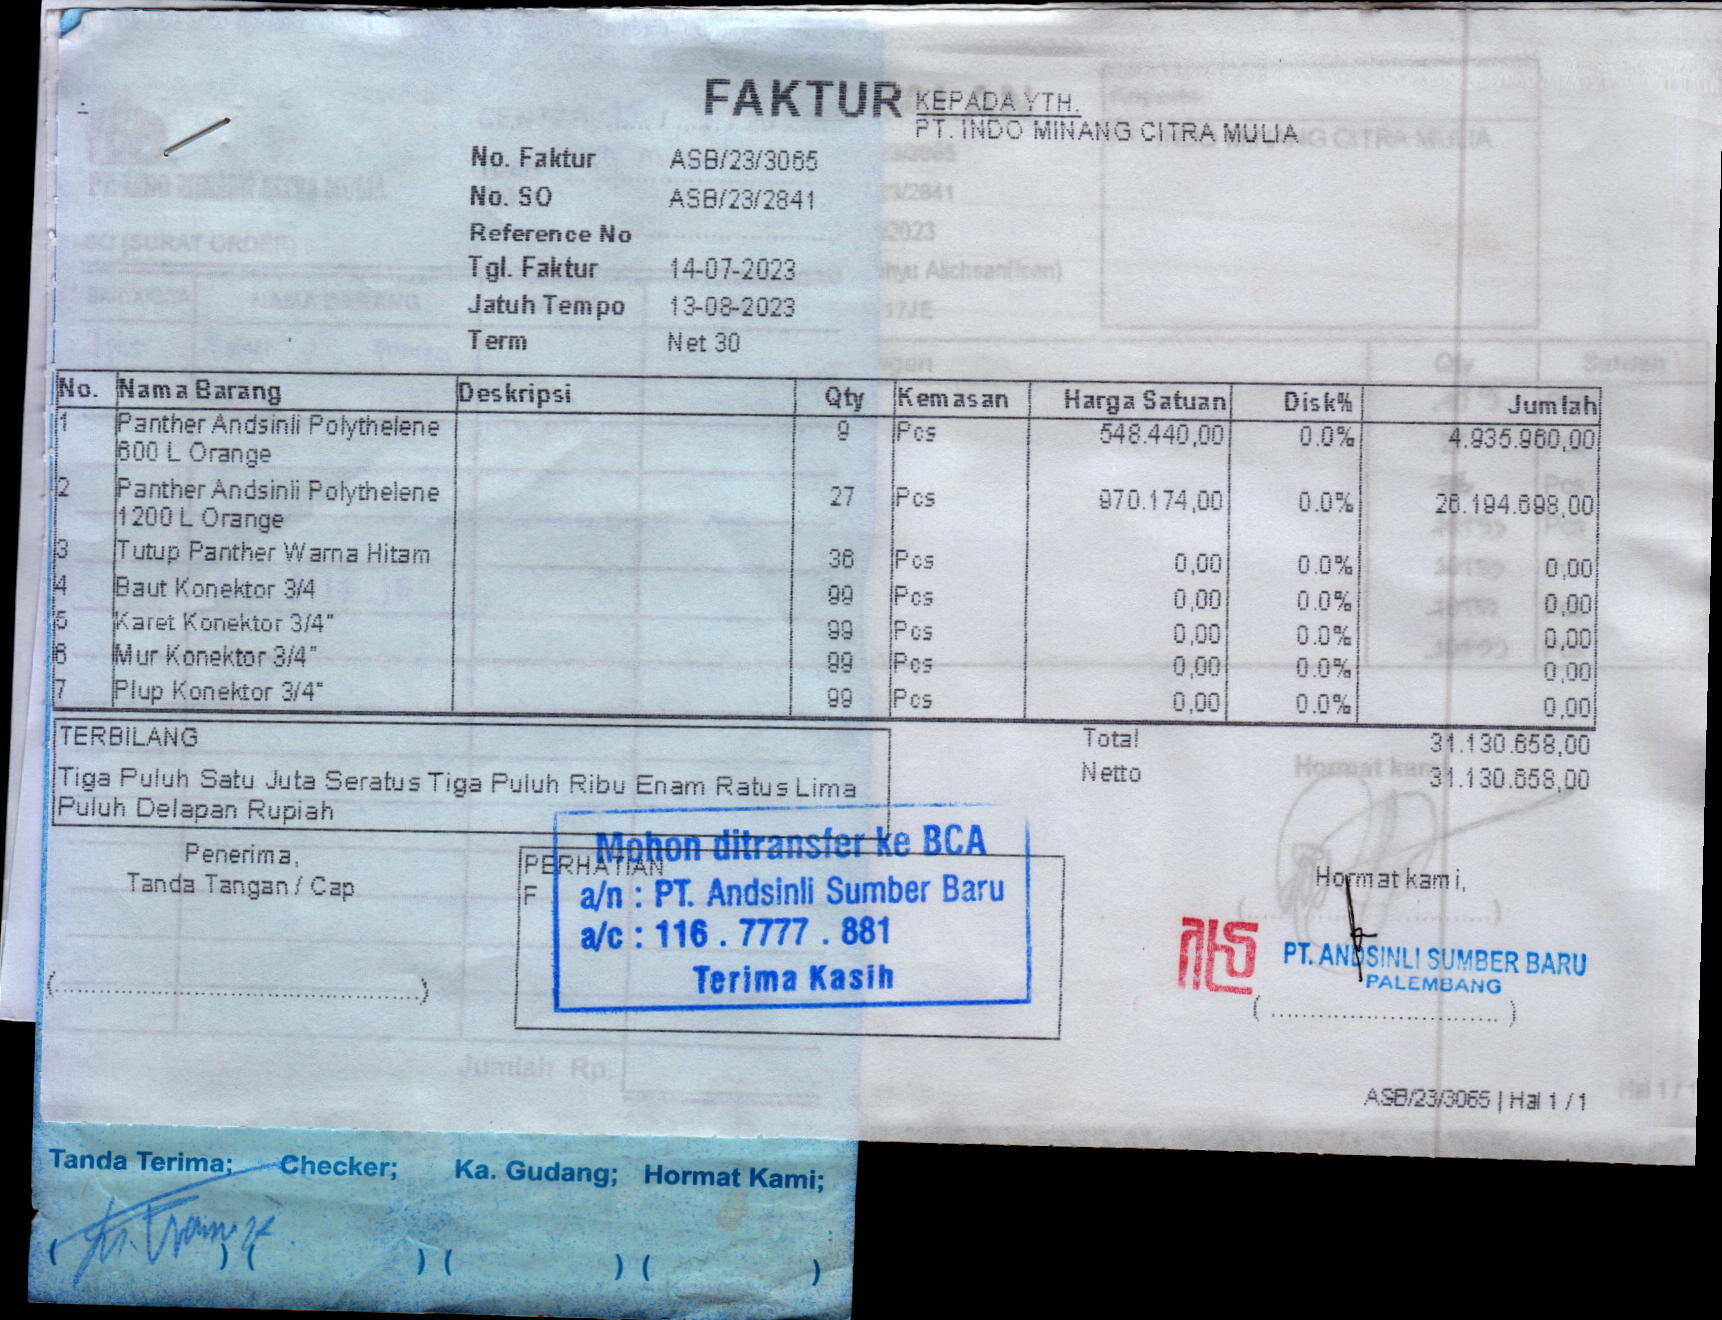 FAKTUR
KEPADA YTH.
PT. INDO MINANG CITRA MULIA
No. Faktur ASB/23/3065
No. SO ASB/23/2841
Reference No
Tgl. Faktur 14-07-2023
Jatuh Tempo 13-08-2023
Term Net 30
No. Nama Barang Deskripsi Qty Kemasan Harga Satuan Disk% Jumlah
1 Panther Andsinli Polythelene 9 Pcs 548.440,00 0.0% 4.935.960,00
600 L Orange
2 Panther Andsinli Polythelene 27 Pcs 970.174,00 0.0% 26.194.698,00
1200 L Orange
3 Tutup Panther Warna Hitam 36 Pcs 0,00 0.0% 0,00
4 Baut Konektor 3/4 99 Pcs 0,00 0.0% 0,00
5 Karet Konektor 3/4" 99 Pcs 0,00 0.0% 0,00
6 Mur Konektor 3/4" 99 Pcs 0,00 0.0% 0,00
7 Plup Konektor 3/4" 99 Pcs 0,00 0.0% 0,00
TERBILANG
Tiga Puluh Satu Juta Seratus Tiga Puluh Ribu Enam Ratus Lima
Puluh Delapan Rupiah
Total 31.130.658,00
Netto 31.130.658,00
Penerima,
Tanda Tangan / Cap
PERHATIAN
F
Mohon ditransfer ke BCA
a/n : PT. Andsinli Sumber Baru
a/c : 116 . 7777 . 881
Terima Kasih
Hormat kami,
PT. ANDSINLI SUMBER BARU
PALEMBANG
ASB/23/3065 | Hal 1 / 1
Tanda Terima; Checker; Ka. Gudang; Hormat Kami;